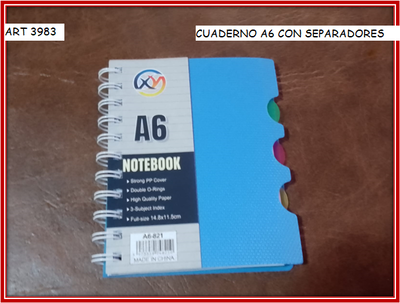 ART 3983
CUADERNO A6 CON SEPARADORES
A6
NOTEBOOK
Strong PP Cover
Double O-Rings
High Quality Paper
3-Subject Index
Full-size 14.8x11.5cm
A6-821
MADE IN CHINA